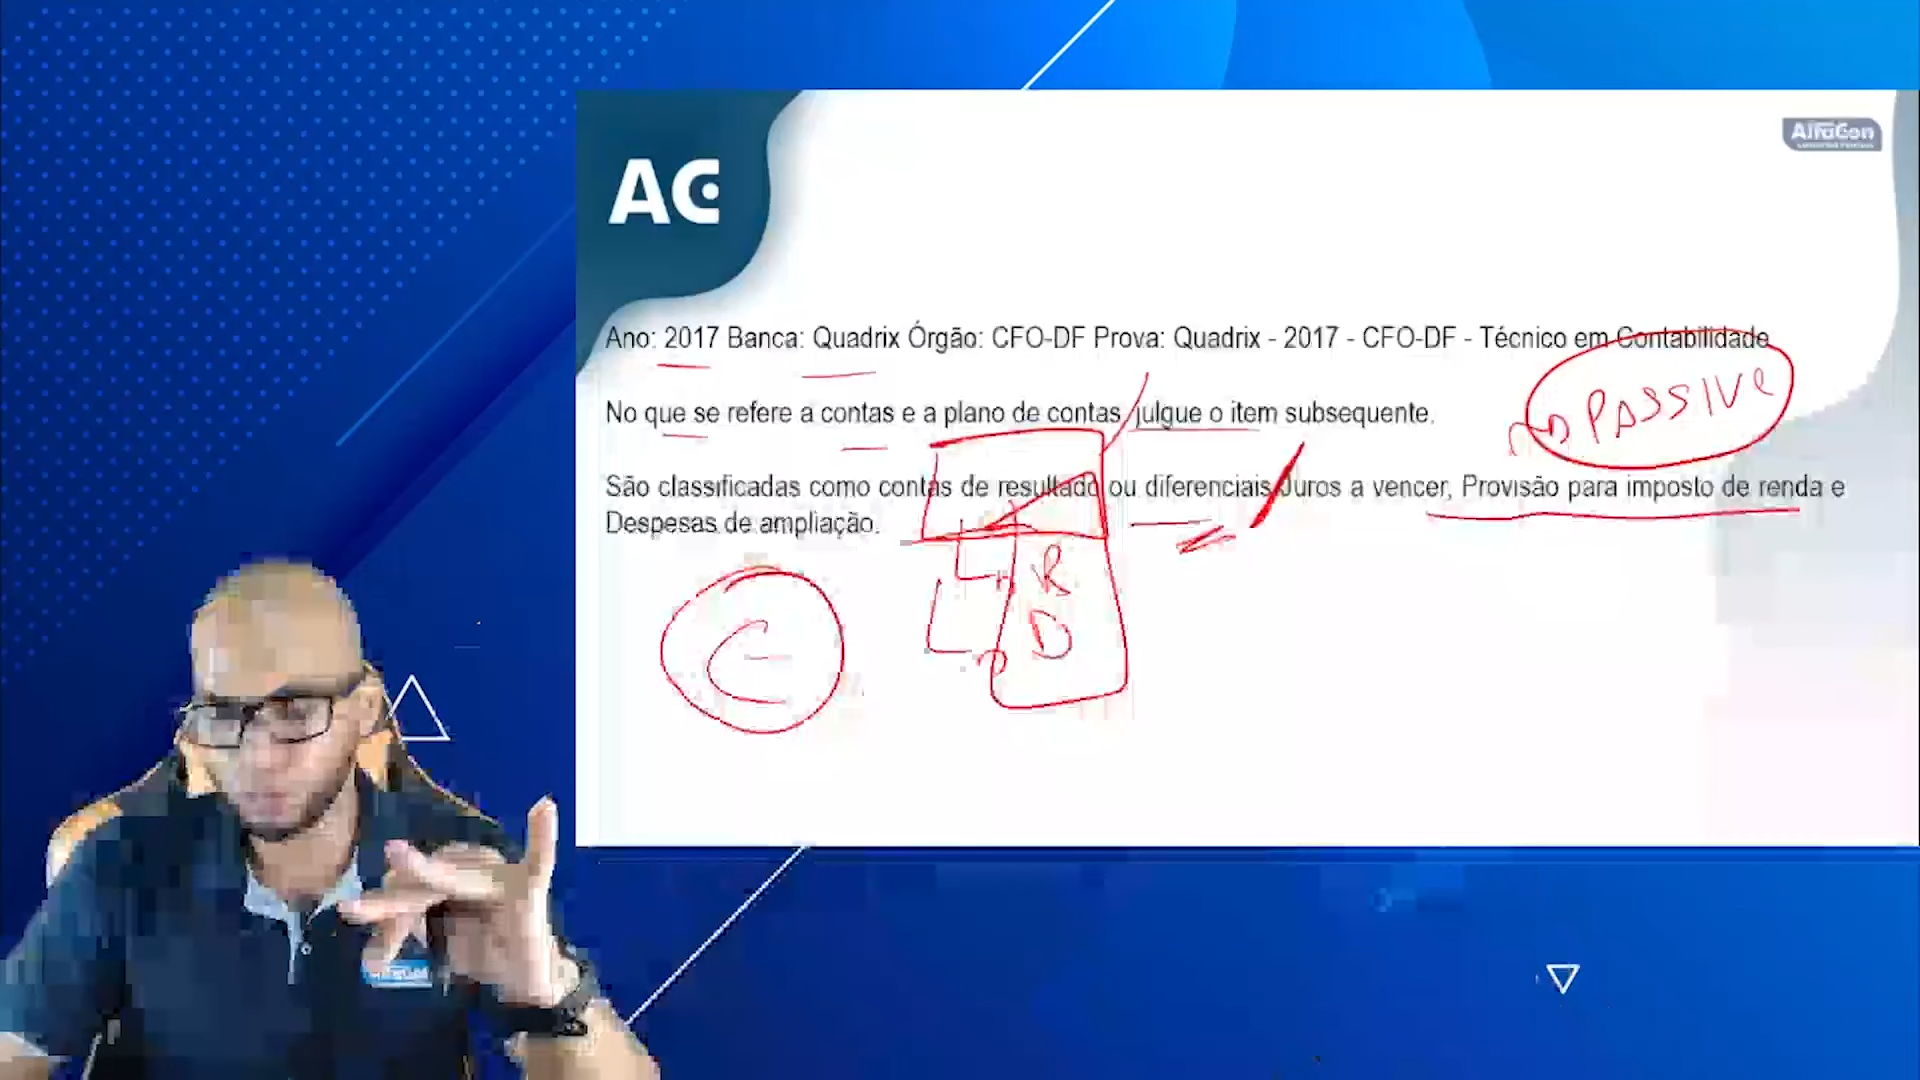 AlfaCon
AC
Ano: 2017 Banca: Quadrix Órgão: CFO-DF Prova: Quadrix - 2017 - CFO-DF - Técnico em Contabilidade
PASSIVO
No que se refere a contas e a plano de contas, julgue o item subsequente.
São classificadas como contas de resultado ou diferenciais Juros a vencer, Provisão para imposto de renda e
Despesas de ampliação.
R
D
C